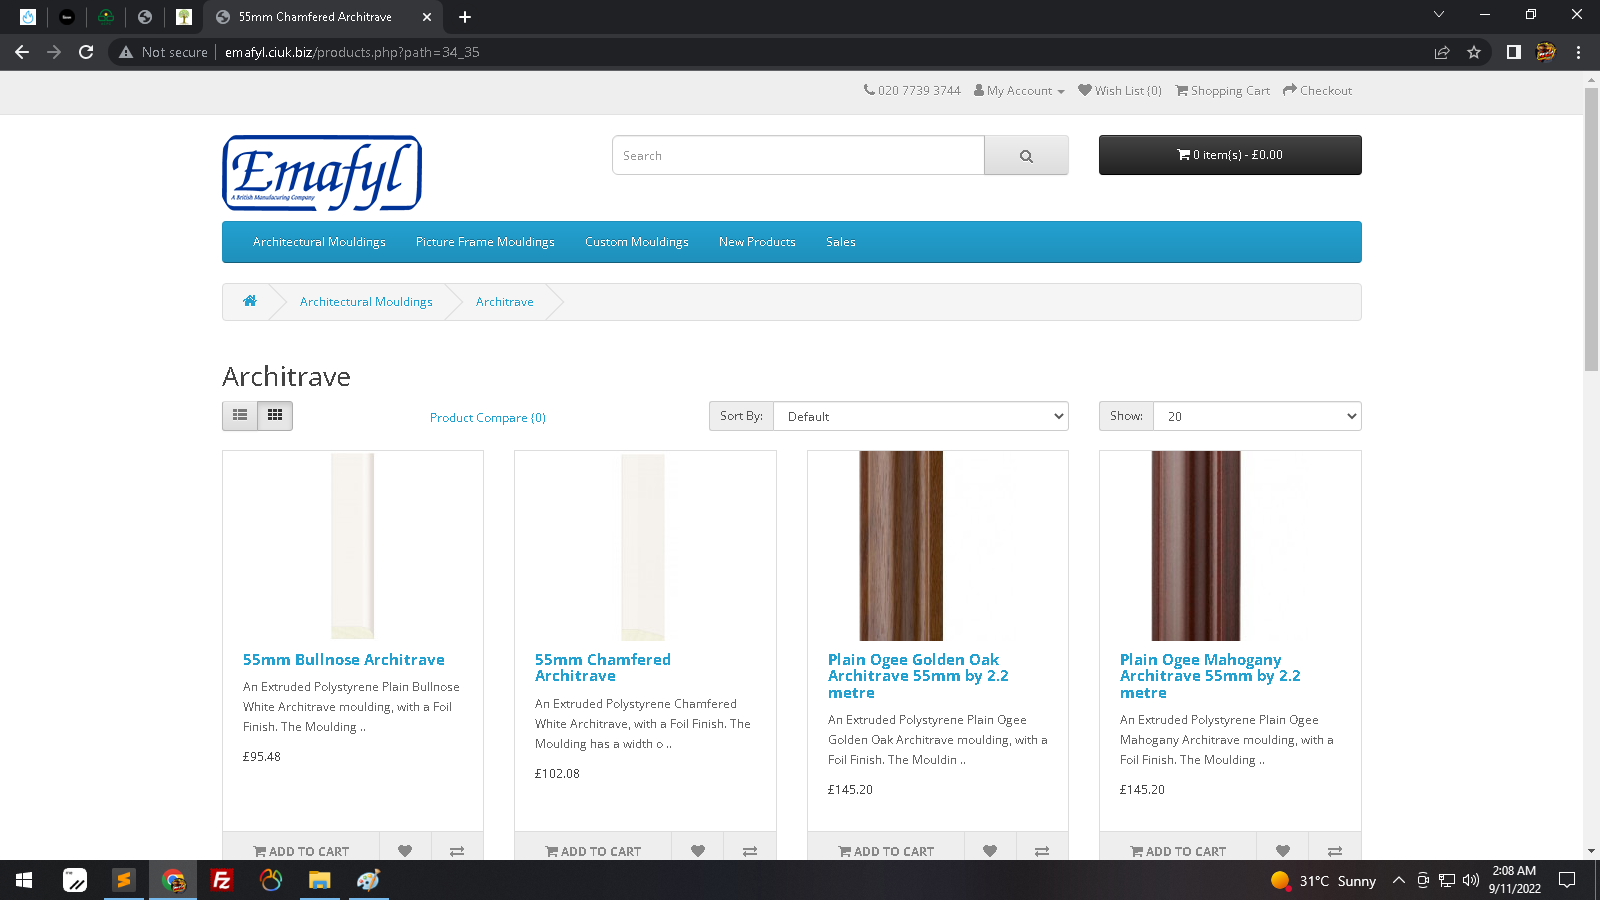 55mm Chamfered Architrave
Not secure
emafyl.ciuk.biz/products.php?path=34_35
020 7739 3744
My Account
Wish List (0)
Shopping Cart
Checkout
Emafyl
A British Manufacturing Company
Search
0 item(s) - £0.00
Architectural Mouldings
Picture Frame Mouldings
Custom Mouldings
New Products
Sales
Architectural Mouldings
Architrave
Architrave
Product Compare (0)
Sort By:
Default
Show:
20
55mm Bullnose Architrave
An Extruded Polystyrene Plain Bullnose
White Architrave moulding, with a Foil
Finish. The Moulding ..
£95.48
ADD TO CART
55mm Chamfered
Architrave
An Extruded Polystyrene Chamfered
White Architrave, with a Foil Finish. The
Moulding has a width o ..
£102.08
ADD TO CART
Plain Ogee Golden Oak
Architrave 55mm by 2.2
metre
An Extruded Polystyrene Plain Ogee
Golden Oak Architrave moulding, with a
Foil Finish. The Mouldin ..
£145.20
ADD TO CART
Plain Ogee Mahogany
Architrave 55mm by 2.2
metre
An Extruded Polystyrene Plain Ogee
Mahogany Architrave moulding, with a
Foil Finish. The Moulding ..
£145.20
ADD TO CART
Fz
31°C Sunny
2:08 AM
9/11/2022